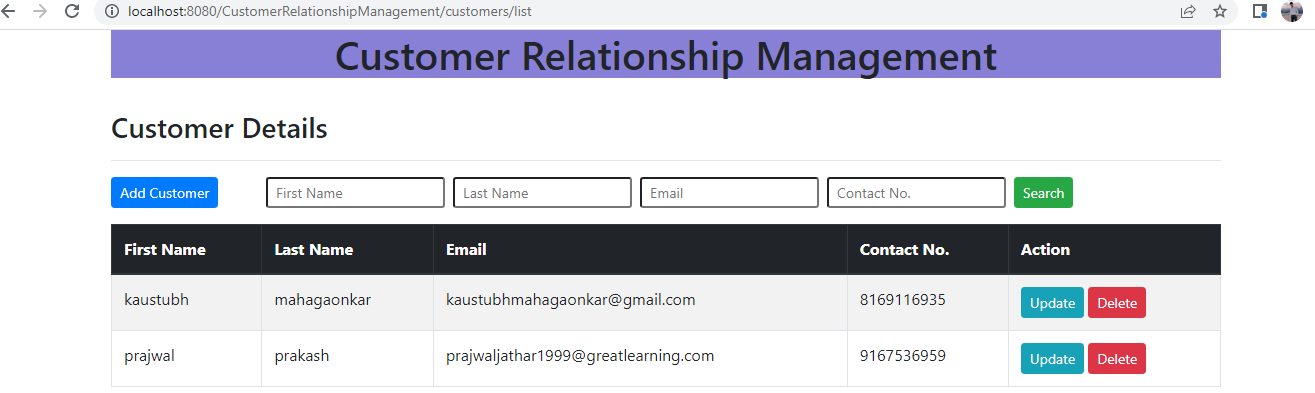 localhost:8080/CustomerRelationshipManagement/customers/list
Customer Relationship Management
Customer Details
Add Customer First Name Last Name Email Contact No. Search
First Name Last Name Email Contact No. Action
kaustubh mahagaonkar kaustubhmahagaonkar@gmail.com 8169116935 Update Delete
prajwal prakash prajwaljathar1999@greatlearning.com 9167536959 Update Delete